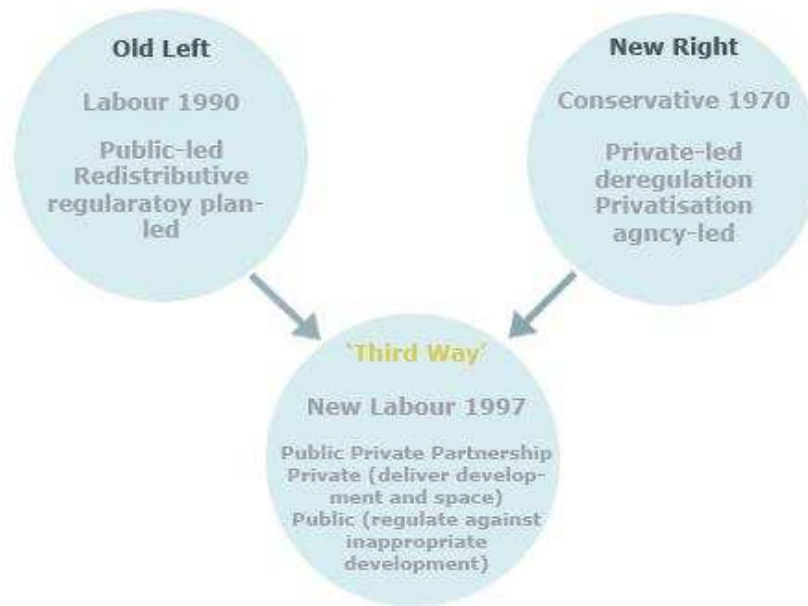 Old Left
Labour 1990
Public-led
Redistributive
regularatoy plan-
led
New Right
Conservative 1970
Private-led
deregulation
Privatisation
agncy-led
'Third Way'
New Labour 1997
Public Private Partnership
Private (deliver develop-
ment and space)
Public (regulate against
inappropriate
development)